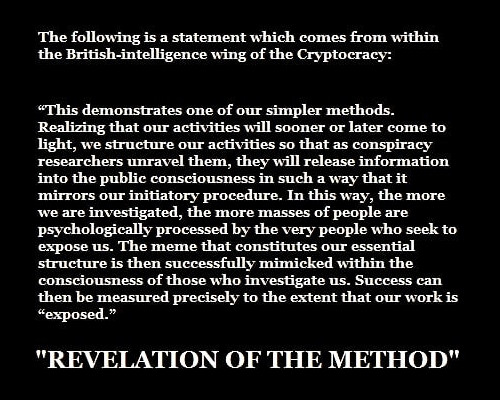 The following is a statement which comes from within
the British-intelligence wing of the Cryptocracy:
“This demonstrates one of our simpler methods.
Realizing that our activities will sooner or later come to
light, we structure our activities so that as conspiracy
researchers unravel them, they will release information
into the public consciousness in such a way that it
mirrors our initiatory procedure. In this way, the more
we are investigated, the more masses of people are
psychologically processed by the very people who seek to
expose us. The meme that constitutes our essential
structure is then successfully mimicked within the
consciousness of those who investigate us. Success can
then be measured precisely to the extent that our work is
“exposed.”
"REVELATION OF THE METHOD"